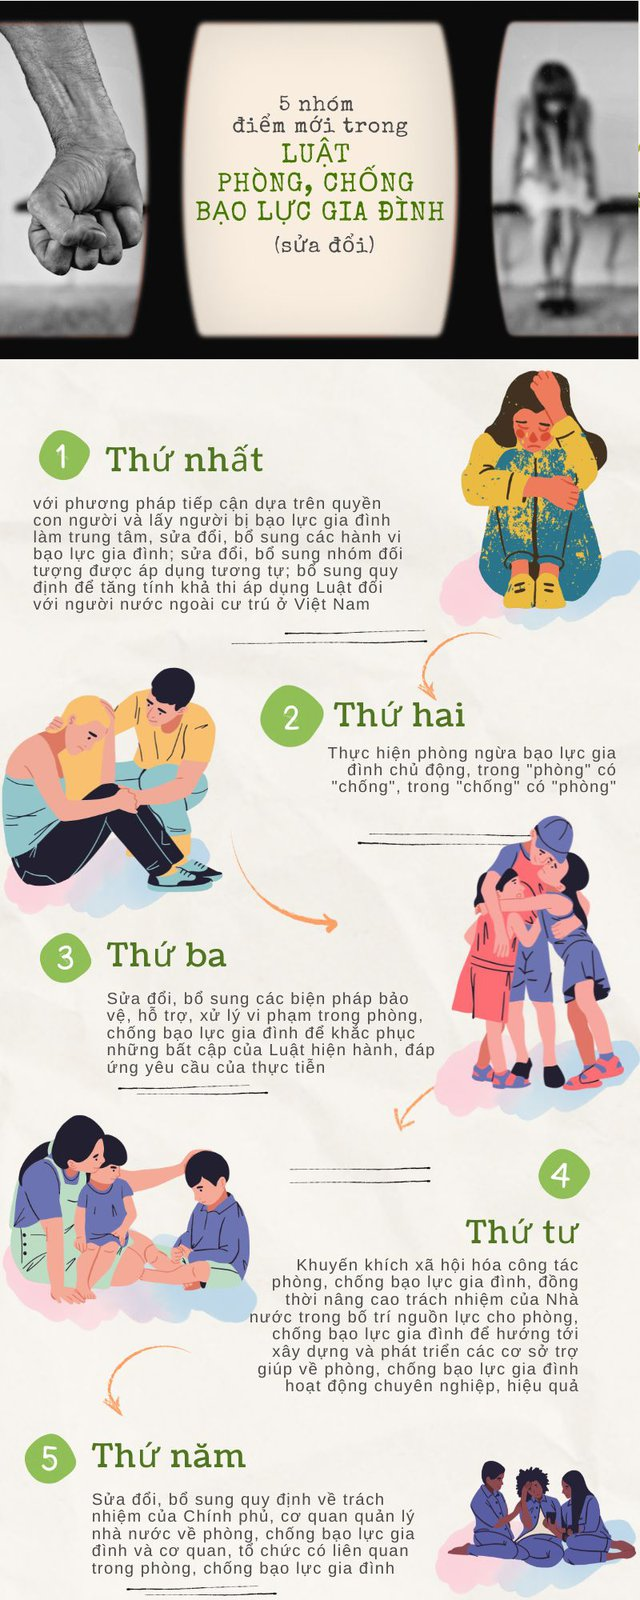 5 nhóm
điểm mới trong
LUẬT
PHÒNG, CHỐNG
BẠO LỰC GIA ĐÌNH
(sửa đổi)
1 Thứ nhất
với phương pháp tiếp cận dựa trên quyền
con người và lấy người bị bạo lực gia đình
làm trung tâm, sửa đổi, bổ sung các hành vi
bạo lực gia đình; sửa đổi, bổ sung nhóm đối
tượng được áp dụng tương tự; bổ sung quy
định để tăng tính khả thi áp dụng Luật đối
với người nước ngoài cư trú ở Việt Nam
2 Thứ hai
Thực hiện phòng ngừa bạo lực gia
đình chủ động, trong "phòng" có
"chống", trong "chống" có "phòng"
3 Thứ ba
Sửa đổi, bổ sung các biện pháp bảo
vệ, hỗ trợ, xử lý vi phạm trong phòng,
chống bạo lực gia đình để khắc phục
những bất cập của Luật hiện hành, đáp
ứng yêu cầu của thực tiễn
4
Thứ tư
Khuyến khích xã hội hóa công tác
phòng, chống bạo lực gia đình, đồng
thời nâng cao trách nhiệm của Nhà
nước trong bố trí nguồn lực cho phòng,
chống bạo lực gia đình để hướng tới
xây dựng và phát triển các cơ sở trợ
giúp về phòng, chống bạo lực gia đình
hoạt động chuyên nghiệp, hiệu quả
5 Thứ năm
Sửa đổi, bổ sung quy định về trách
nhiệm của Chính phủ, cơ quan quản lý
nhà nước về phòng, chống bạo lực gia
đình và cơ quan, tổ chức có liên quan
trong phòng, chống bạo lực gia đình